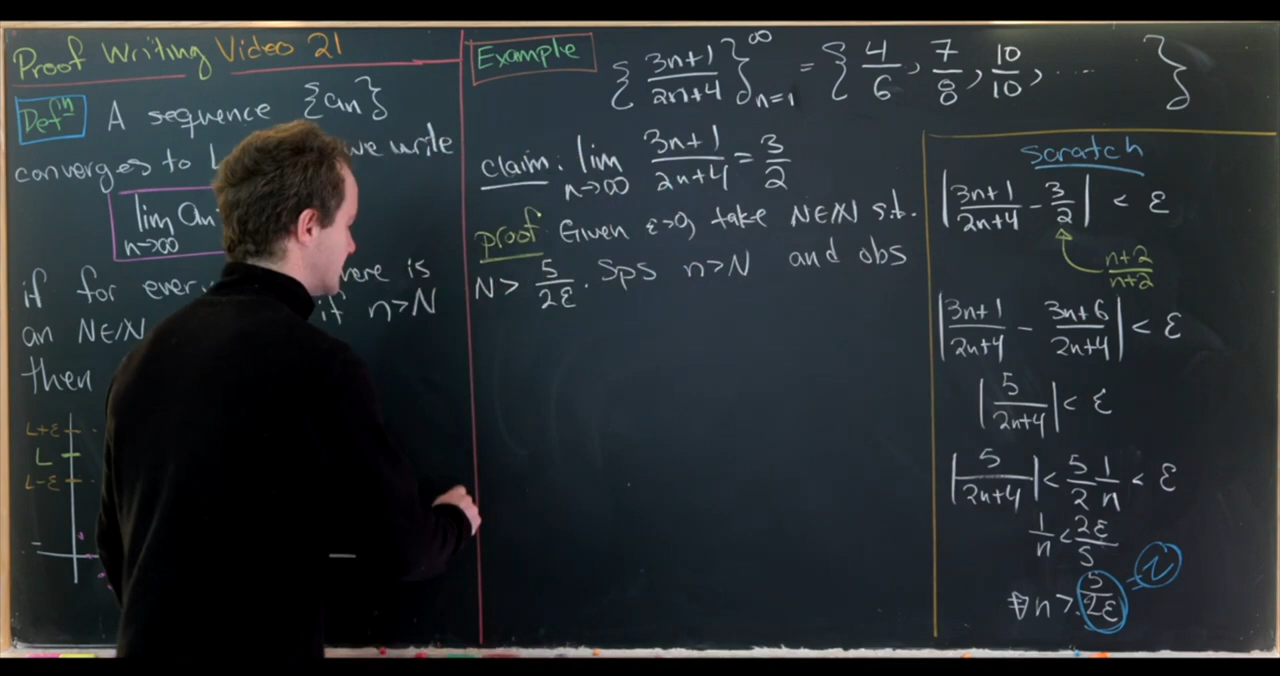 Proof Writing Video 21
Defⁿ A sequence {an}
converges to L we write
lim an
n→∞
if for every there is
an N∈ℕ if n>N
then
L+ε
L
L-ε
Example { (3n+1)/(2n+4) }_{n=1}^∞ = { 4/6, 7/8, 10/10, .... }
claim: lim_{n→∞} (3n+1)/(2n+4) = 3/2
proof: Given ε>0, take N∈ℕ s.t.
N > 5/(2ε). Sps n>N and obs
scratch
|(3n+1)/(2n+4) - 3/2| < ε
(n+2)/(n+2)
|(3n+1)/(2n+4) - (3n+6)/(2n+4)| < ε
|5/(2n+4)| < ε
|5/(2n+4)| < 5/2 1/n < ε
1/n < 2ε/5
n > 5/(2ε) = N